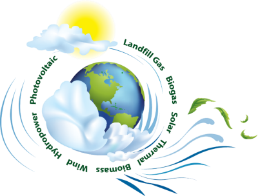 Landfill Gas
Biogas
Solar
Thermal
Biomass
Wind
Hydropower
Photovoltaic